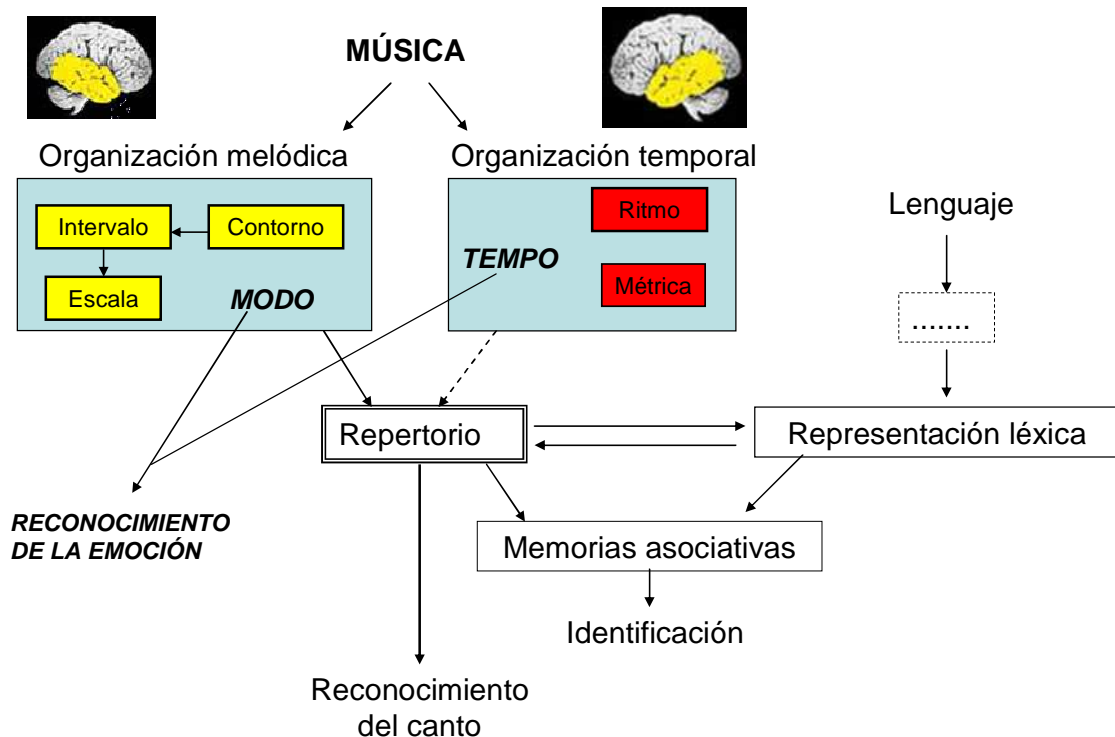 MÚSICA
Organización melódica
Organización temporal
Intervalo
Contorno
Escala
MODO
TEMPO
Ritmo
Métrica
Lenguaje
.......
Repertorio
Representación léxica
RECONOCIMIENTO
DE LA EMOCIÓN
Memorias asociativas
Identificación
Reconocimiento
del canto